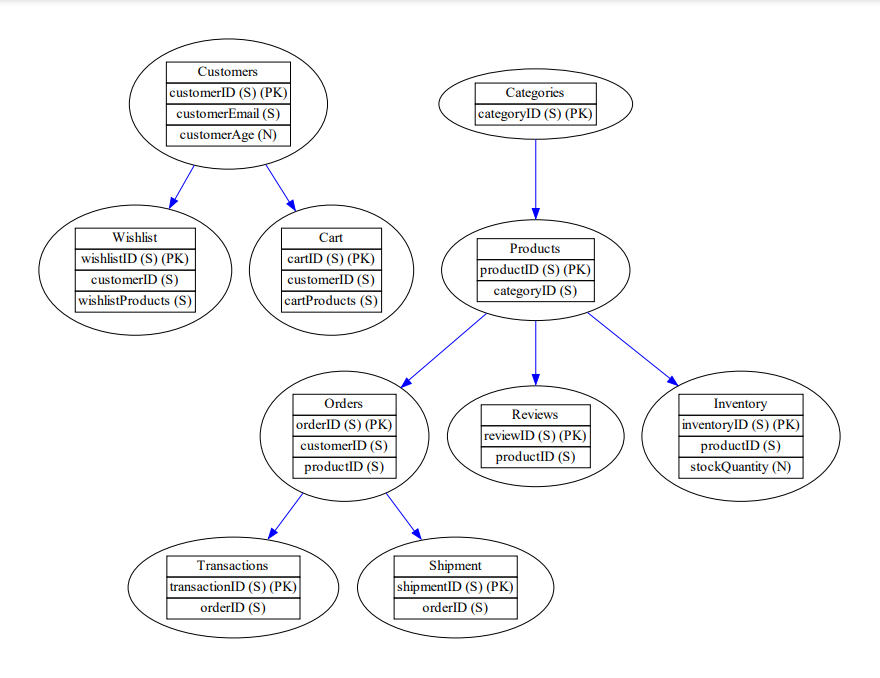 Customers
customerID (S) (PK)
customerEmail (S)
customerAge (N)
Categories
categoryID (S) (PK)
Wishlist
wishlistID (S) (PK)
customerID (S)
wishlistProducts (S)
Cart
cartID (S) (PK)
customerID (S)
cartProducts (S)
Products
productID (S) (PK)
categoryID (S)
Orders
orderID (S) (PK)
customerID (S)
productID (S)
Reviews
reviewID (S) (PK)
productID (S)
Inventory
inventoryID (S) (PK)
productID (S)
stockQuantity (N)
Transactions
transactionID (S) (PK)
orderID (S)
Shipment
shipmentID (S) (PK)
orderID (S)